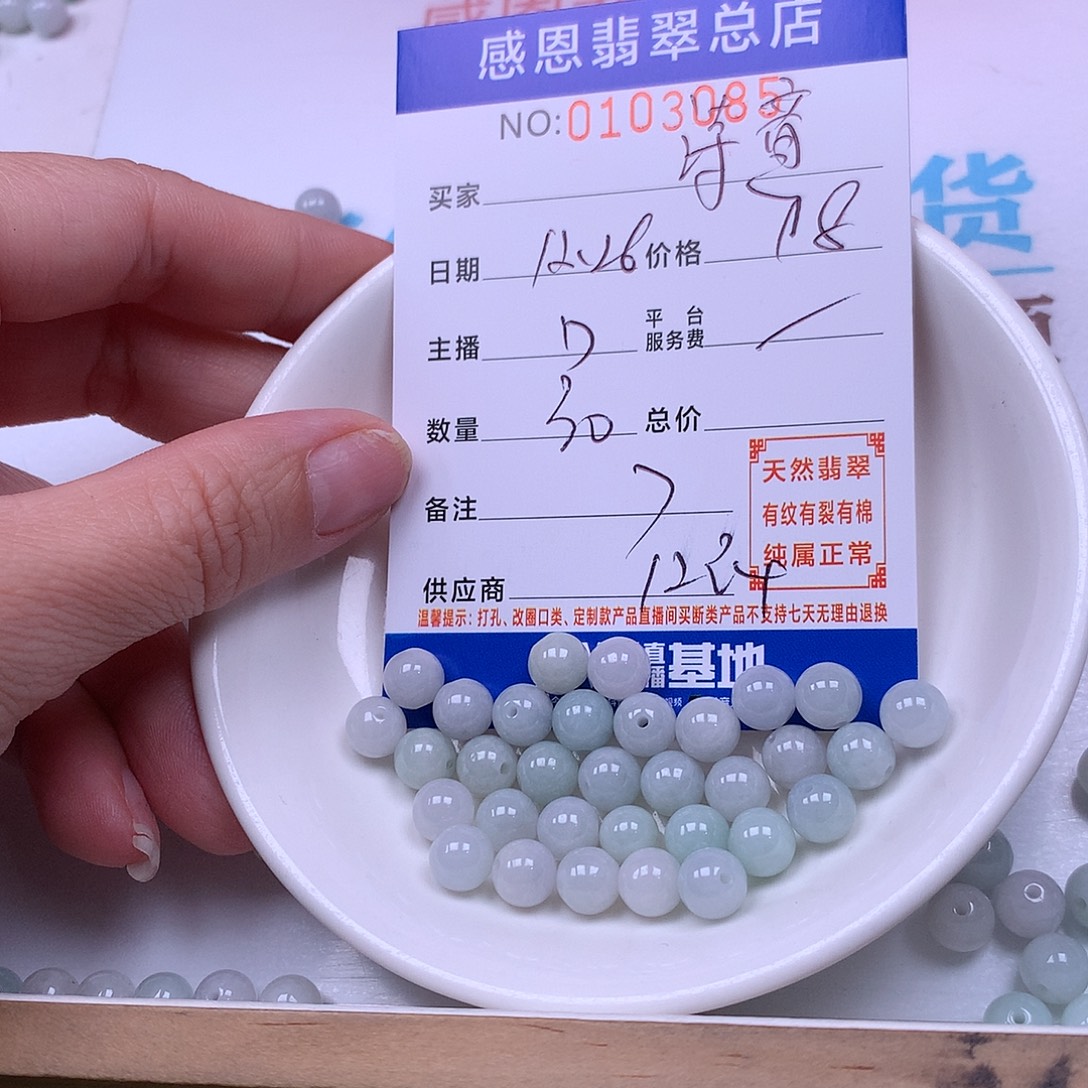 感恩翡翠总店
NO:0103085
买家
日期 12.26 价格 78
主播 平台服务费
数量 30 总价
备注 7
供应商 1224
天然翡翠
有纹有裂有棉
纯属正常
温馨提示：打孔、改圈口类、定制款产品直播间买断类产品不支持七天无理由退换
基地
货